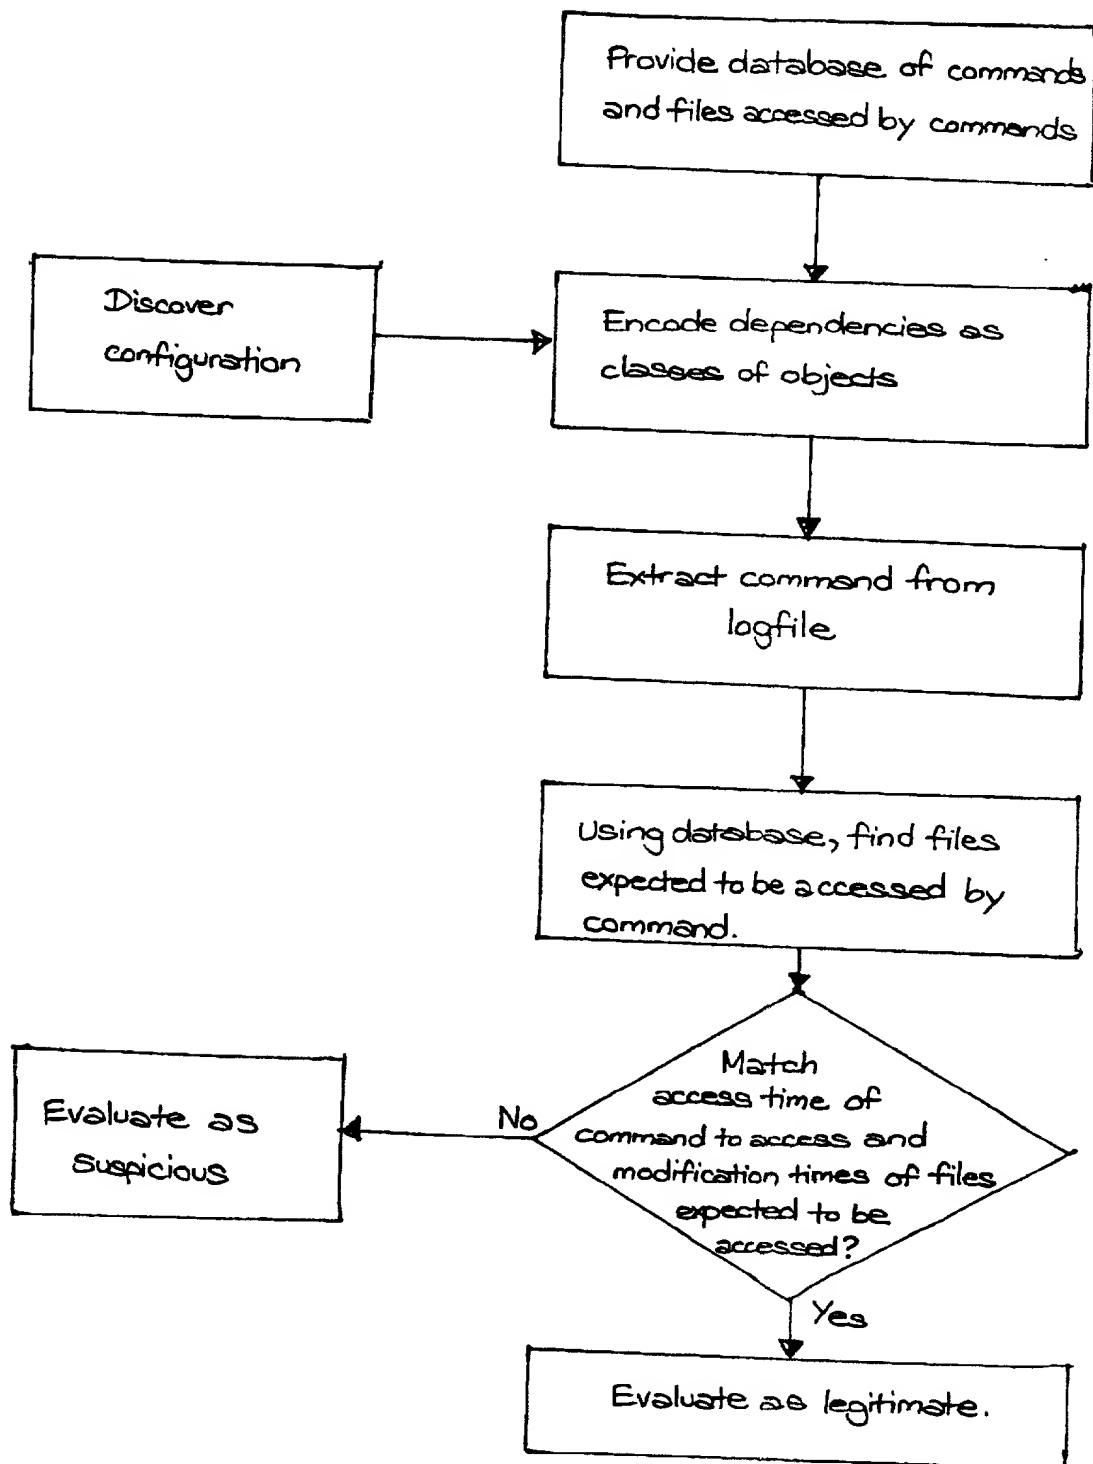 Provide database of commands
and files accessed by commands
Discover
configuration
Encode dependencies as
classes of objects
Extract command from
logfile
Using database, find files
expected to be accessed by
command.
Match
access time of
command to access and
modification times of files
expected to be
accessed?
No
Evaluate as
Suspicious
Yes
Evaluate as legitimate.